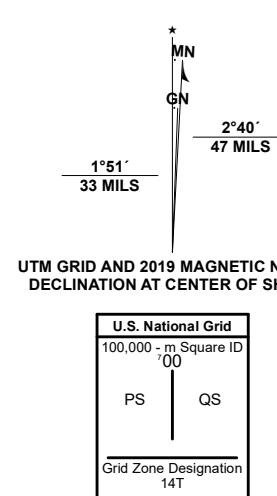 ★
MN
GN
2°40´
47 MILS
1°51´
33 MILS
UTM GRID AND 2019 MAGNETIC N
DECLINATION AT CENTER OF SH
U.S. National Grid
100,000 - m Square ID
⁷00
PS QS
Grid Zone Designation
14T